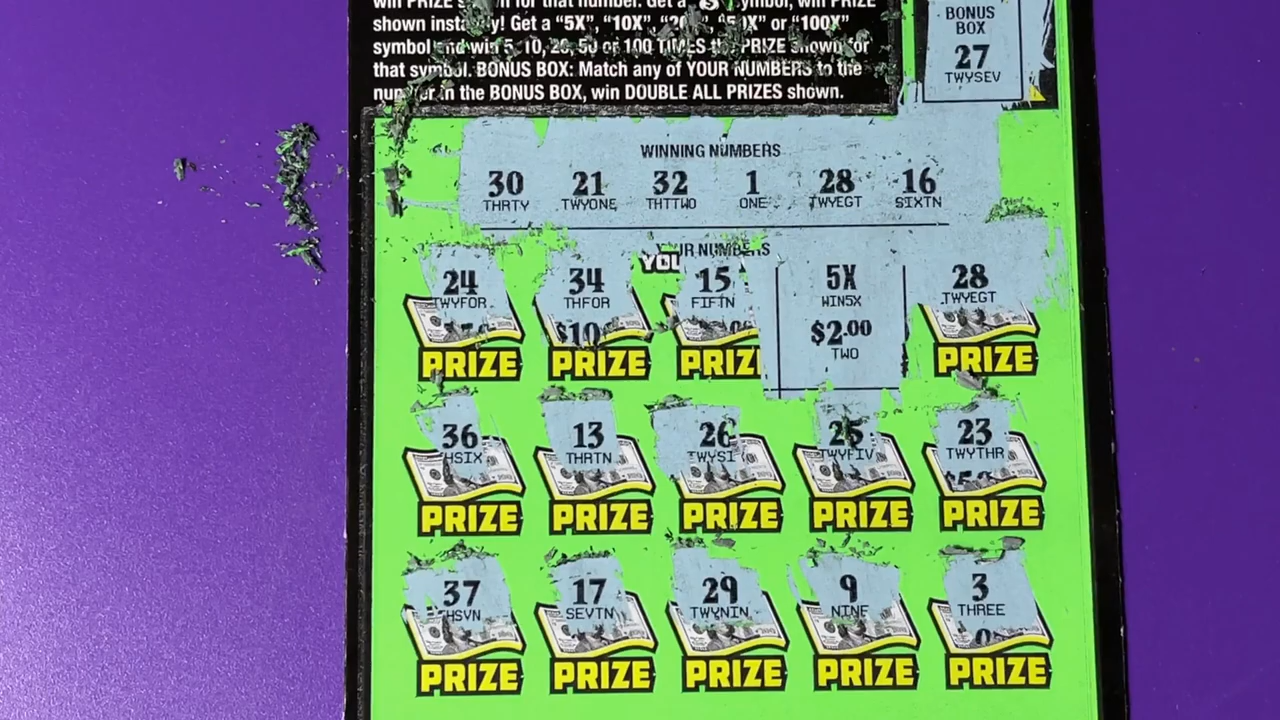 win PRIZE shown for that number. Get a symbol, win PRIZE
shown instantly! Get a "5X", "10X", "20X", "50X" or "100X"
symbol and win 5, 10, 20, 50 or 100 TIMES the PRIZE shown for
that symbol. BONUS BOX: Match any of YOUR NUMBERS to the
number in the BONUS BOX, win DOUBLE ALL PRIZES shown.
BONUS
BOX
27
TWYSEV
WINNING NUMBERS
30 21 32 1 28 16
THRTY TWYONE THTTWO ONE TWYEGT SIXTN
YOUR NUMBERS
24 34 15 5X 28
TWYFOR THFOR FIFTN WIN5X TWYEGT
$10 $2.00
TWO
PRIZE PRIZE PRIZE PRIZE
36 13 26 25 23
THSIX THRTN TWYSI TWYFIV TWYTHR
PRIZE PRIZE PRIZE PRIZE PRIZE
37 17 29 9 3
THSVN SEVTN TWYNIN NINE THREE
PRIZE PRIZE PRIZE PRIZE PRIZE